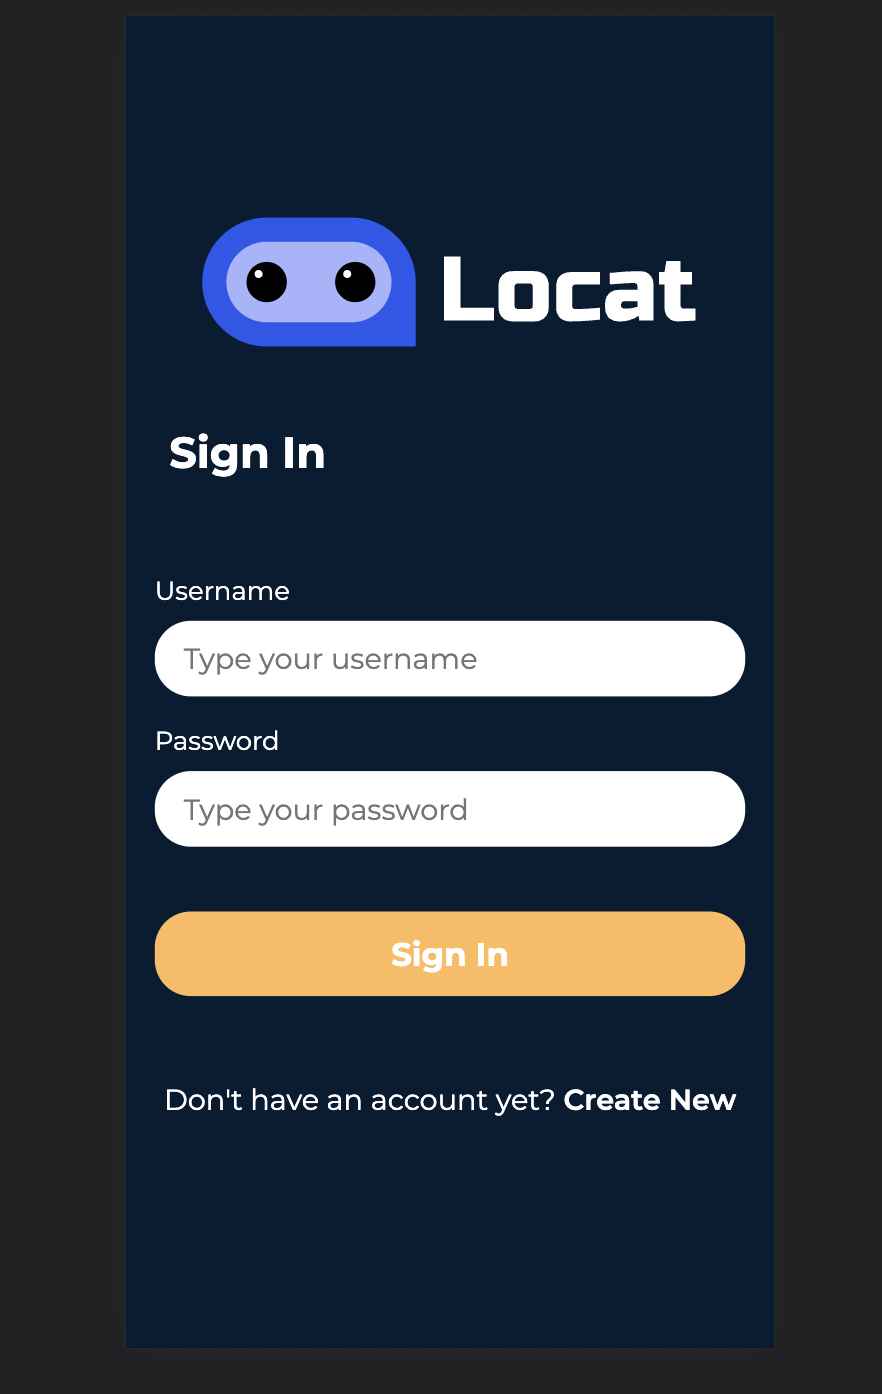 Locat
Sign In
Username
Type your username
Password
Type your password
Sign In
Don't have an account yet? Create New